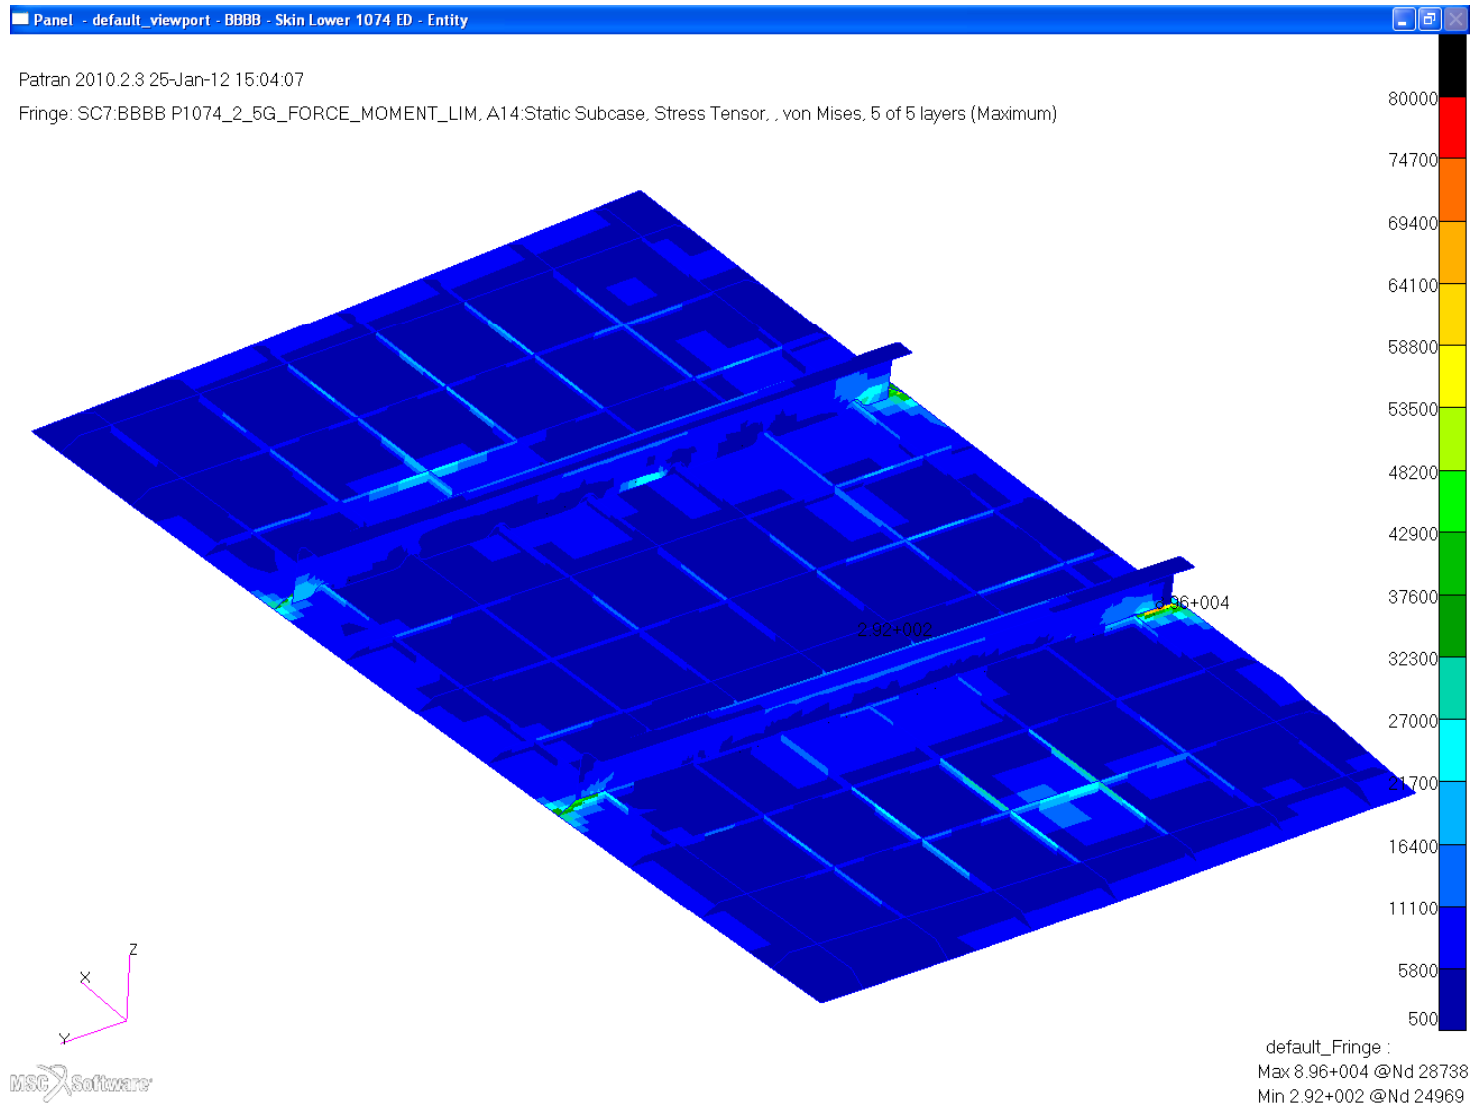 Panel - default_viewport - BBBB - Skin Lower 1074 ED - Entity
Patran 2010.2.3 25-Jan-12 15:04:07
Fringe: SC7:BBBB P1074_2_5G_FORCE_MOMENT_LIM, A14:Static Subcase, Stress Tensor, , von Mises, 5 of 5 layers (Maximum)
80000
74700
69400
64100
58800
53500
48200
42900
37600
32300
27000
21700
16400
11100
5800
500
8.96+004
2.92+002
Z
X
Y
MSC Software
default_Fringe :
Max 8.96+004 @Nd 28738
Min 2.92+002 @Nd 24969